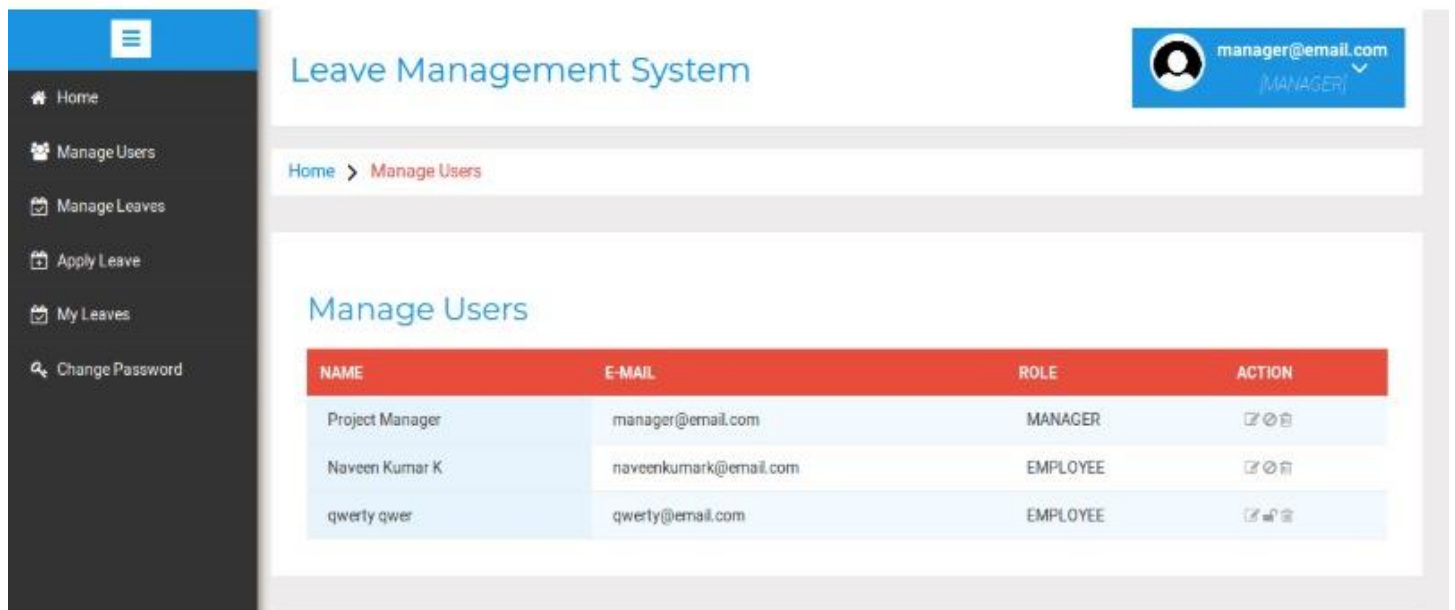 Leave Management System
manager@email.com
[MANAGER]
Home
Manage Users
Manage Leaves
Apply Leave
My Leaves
Change Password
Home > Manage Users
Manage Users
NAME E-MAIL ROLE ACTION
Project Manager manager@email.com MANAGER
Naveen Kumar K naveenkumark@email.com EMPLOYEE
qwerty qwer qwerty@email.com EMPLOYEE